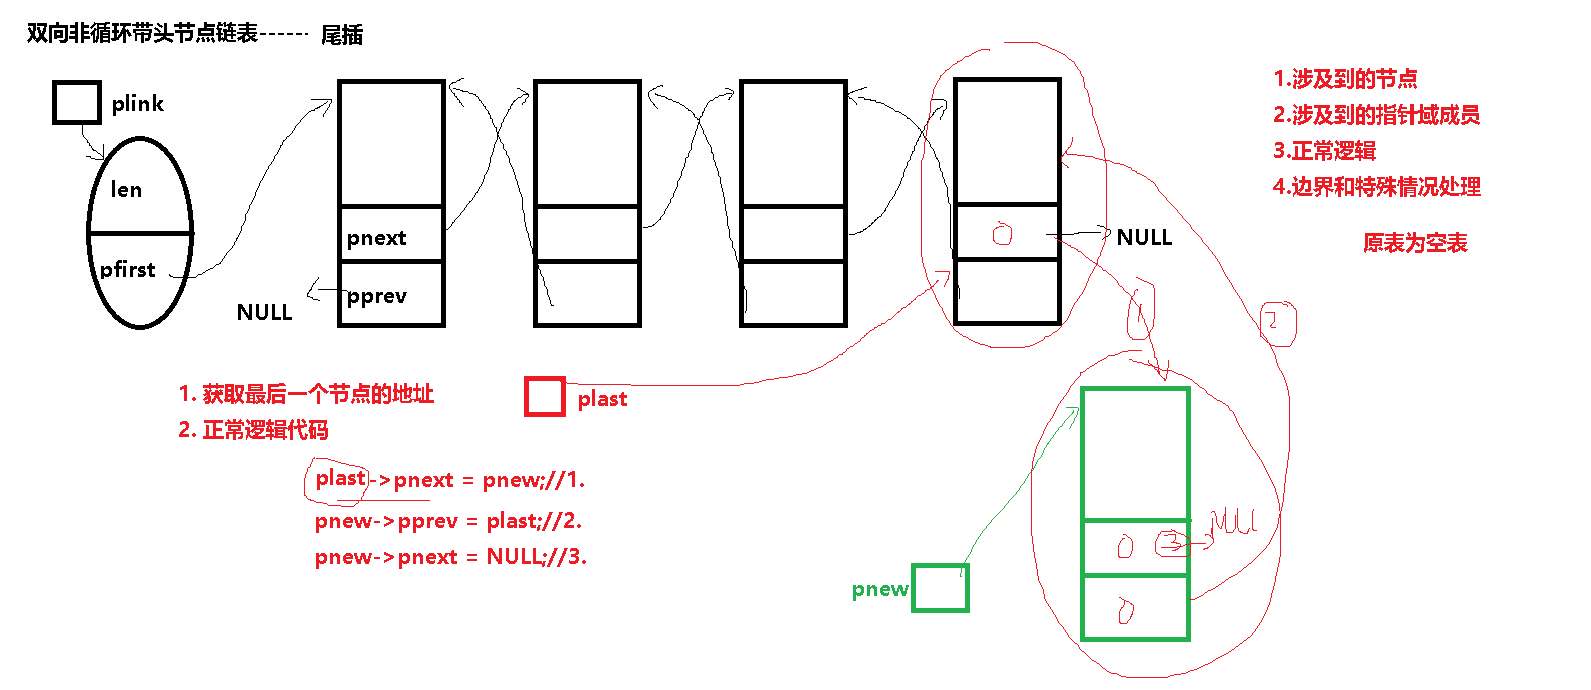 双向非循环带头节点链表------ 尾插
plink
len
pfirst
pnext
pprev
NULL
0
NULL
1.涉及到的节点
2.涉及到的指针域成员
3.正常逻辑
4.边界和特殊情况处理
原表为空表
1
2
plast
1. 获取最后一个节点的地址
2. 正常逻辑代码
plast->pnext = pnew;//1.
pnew->pprev = plast;//2.
pnew->pnext = NULL;//3.
pnew
0
3
NULL
0